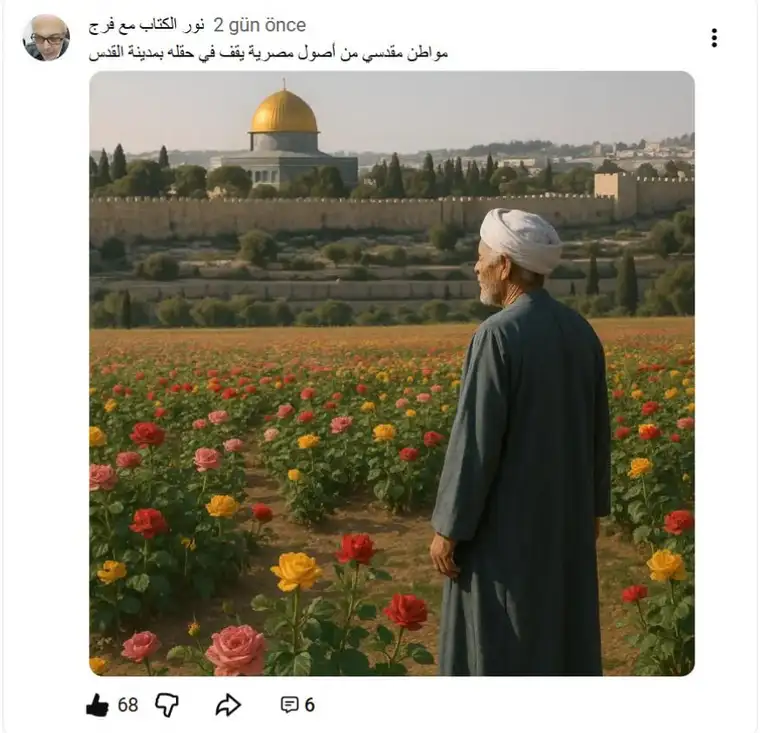 نور الكتاب مع فرج 2 gün önce
مواطن مقدسي من أصول مصرية يقف في حقله بمدينة القدس
68 6